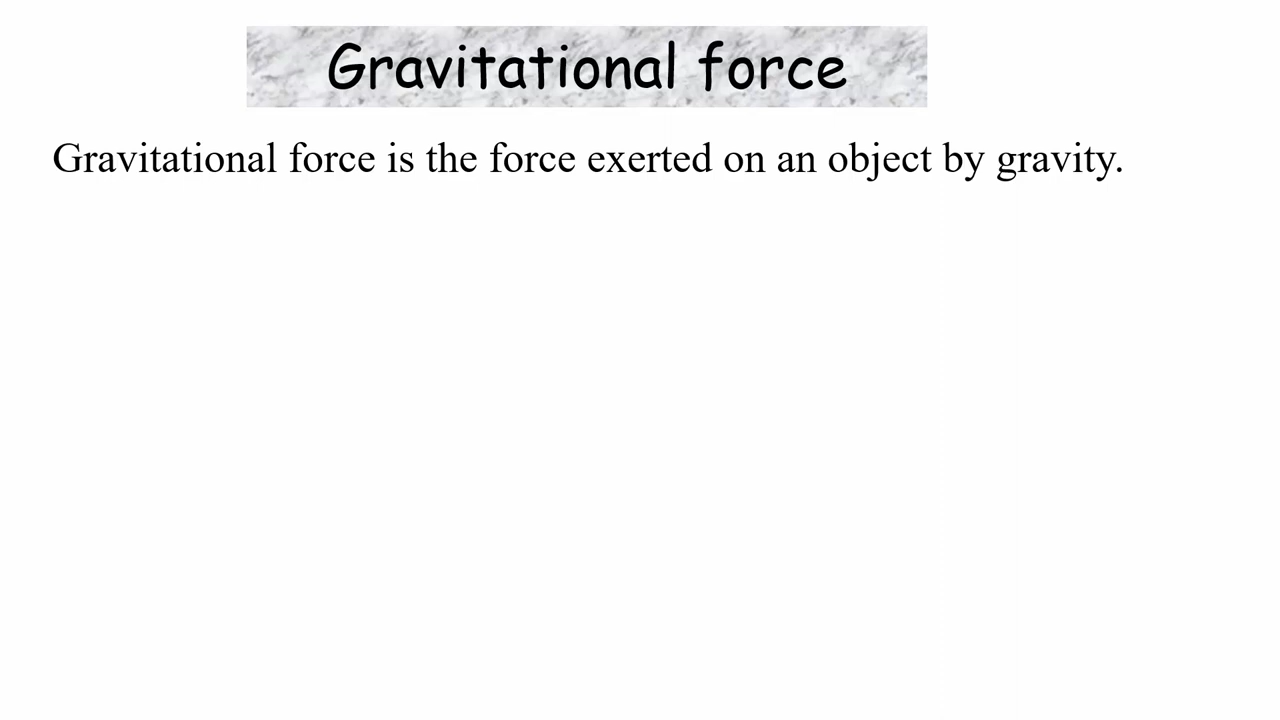 Gravitational force
Gravitational force is the force exerted on an object by gravity.